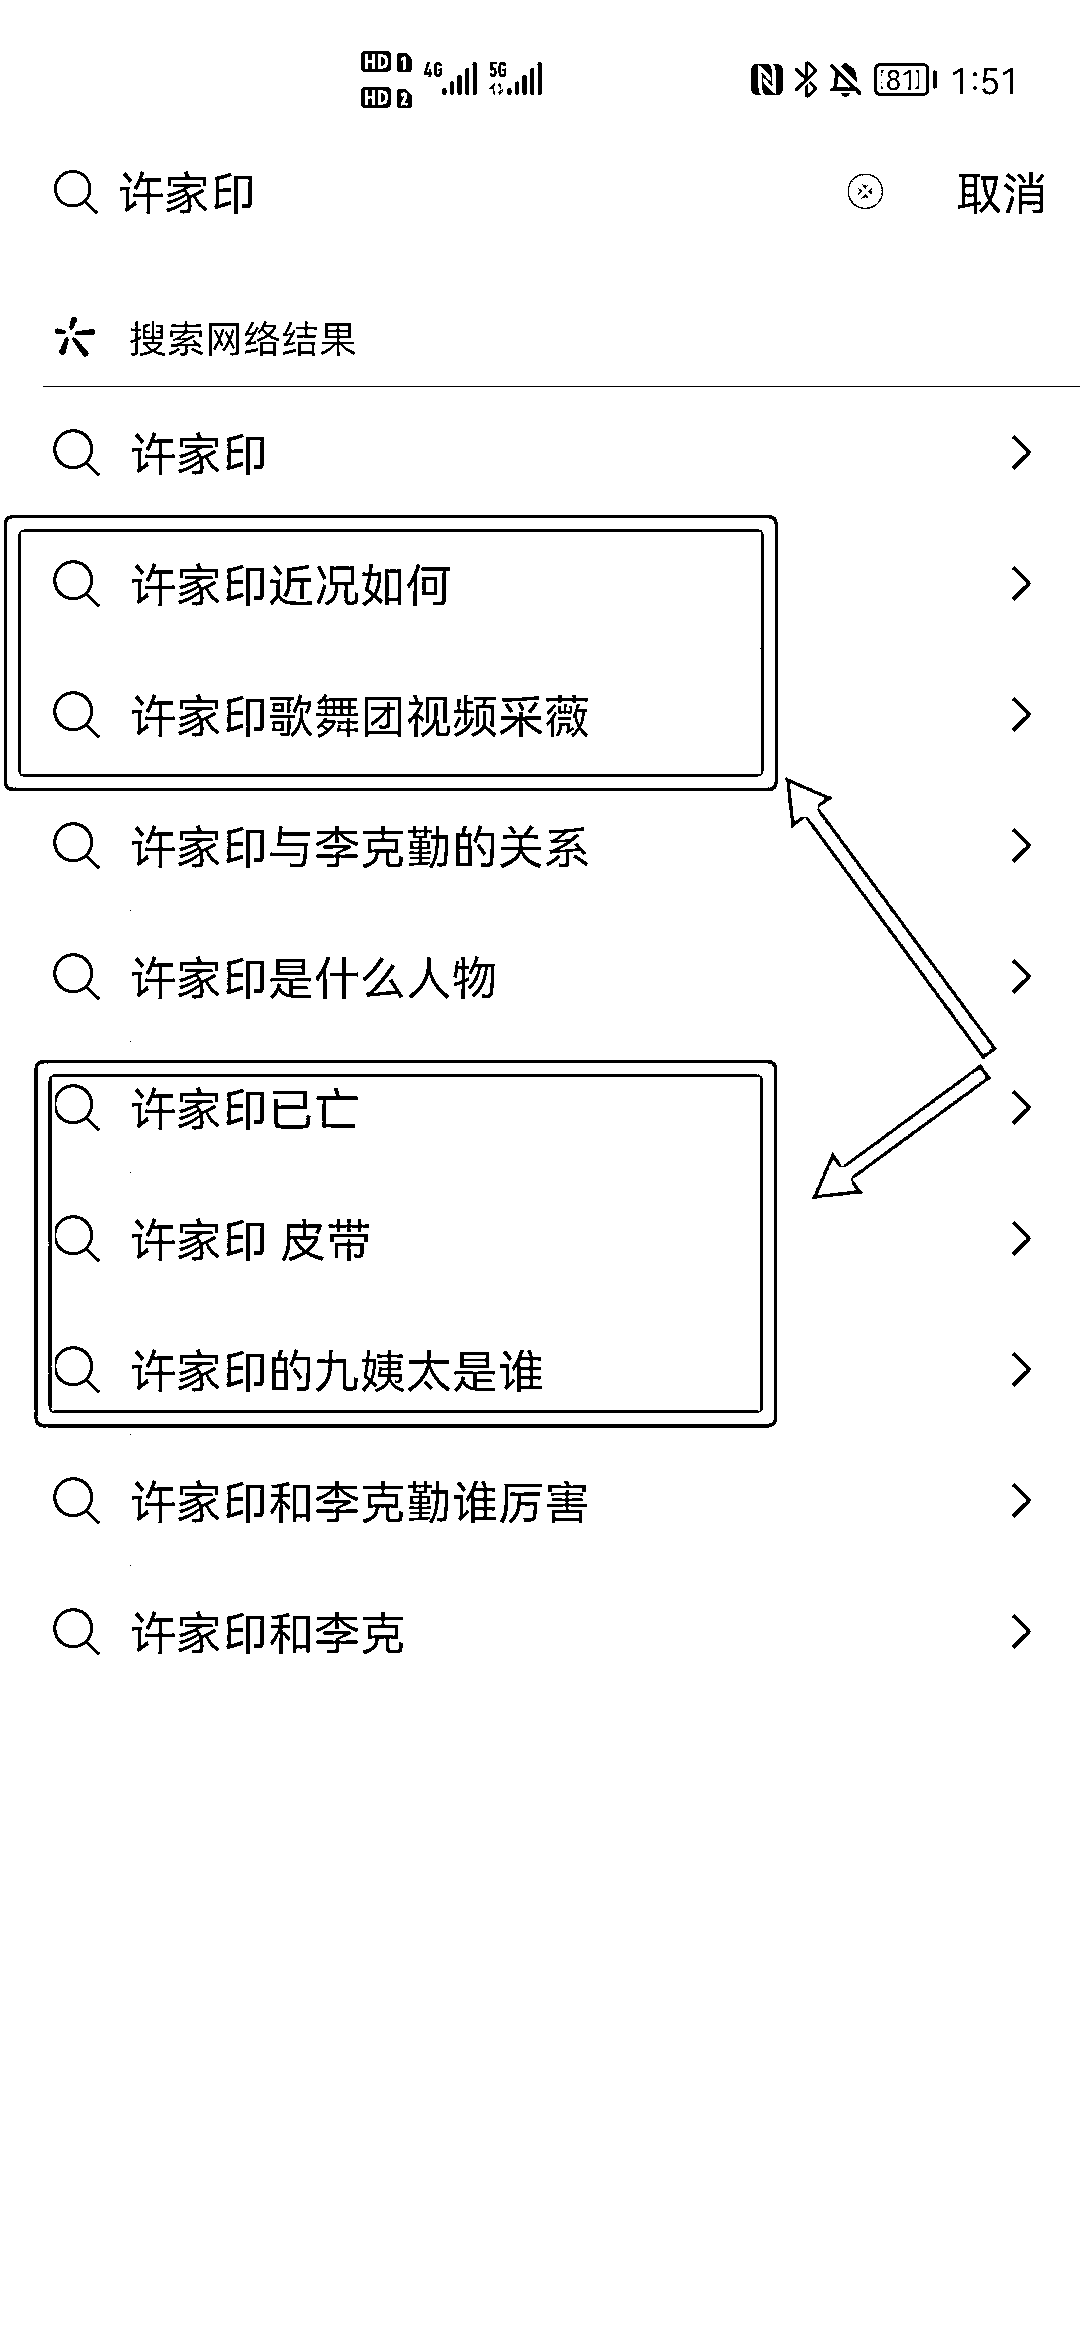 HD 1 4G 5G 81 1:51
HD 2
许家印 取消
搜索网络结果
许家印
许家印近况如何
许家印歌舞团视频采薇
许家印与李克勤的关系
许家印是什么人物
许家印已亡
许家印 皮带
许家印的九姨太是谁
许家印和李克勤谁厉害
许家印和李克